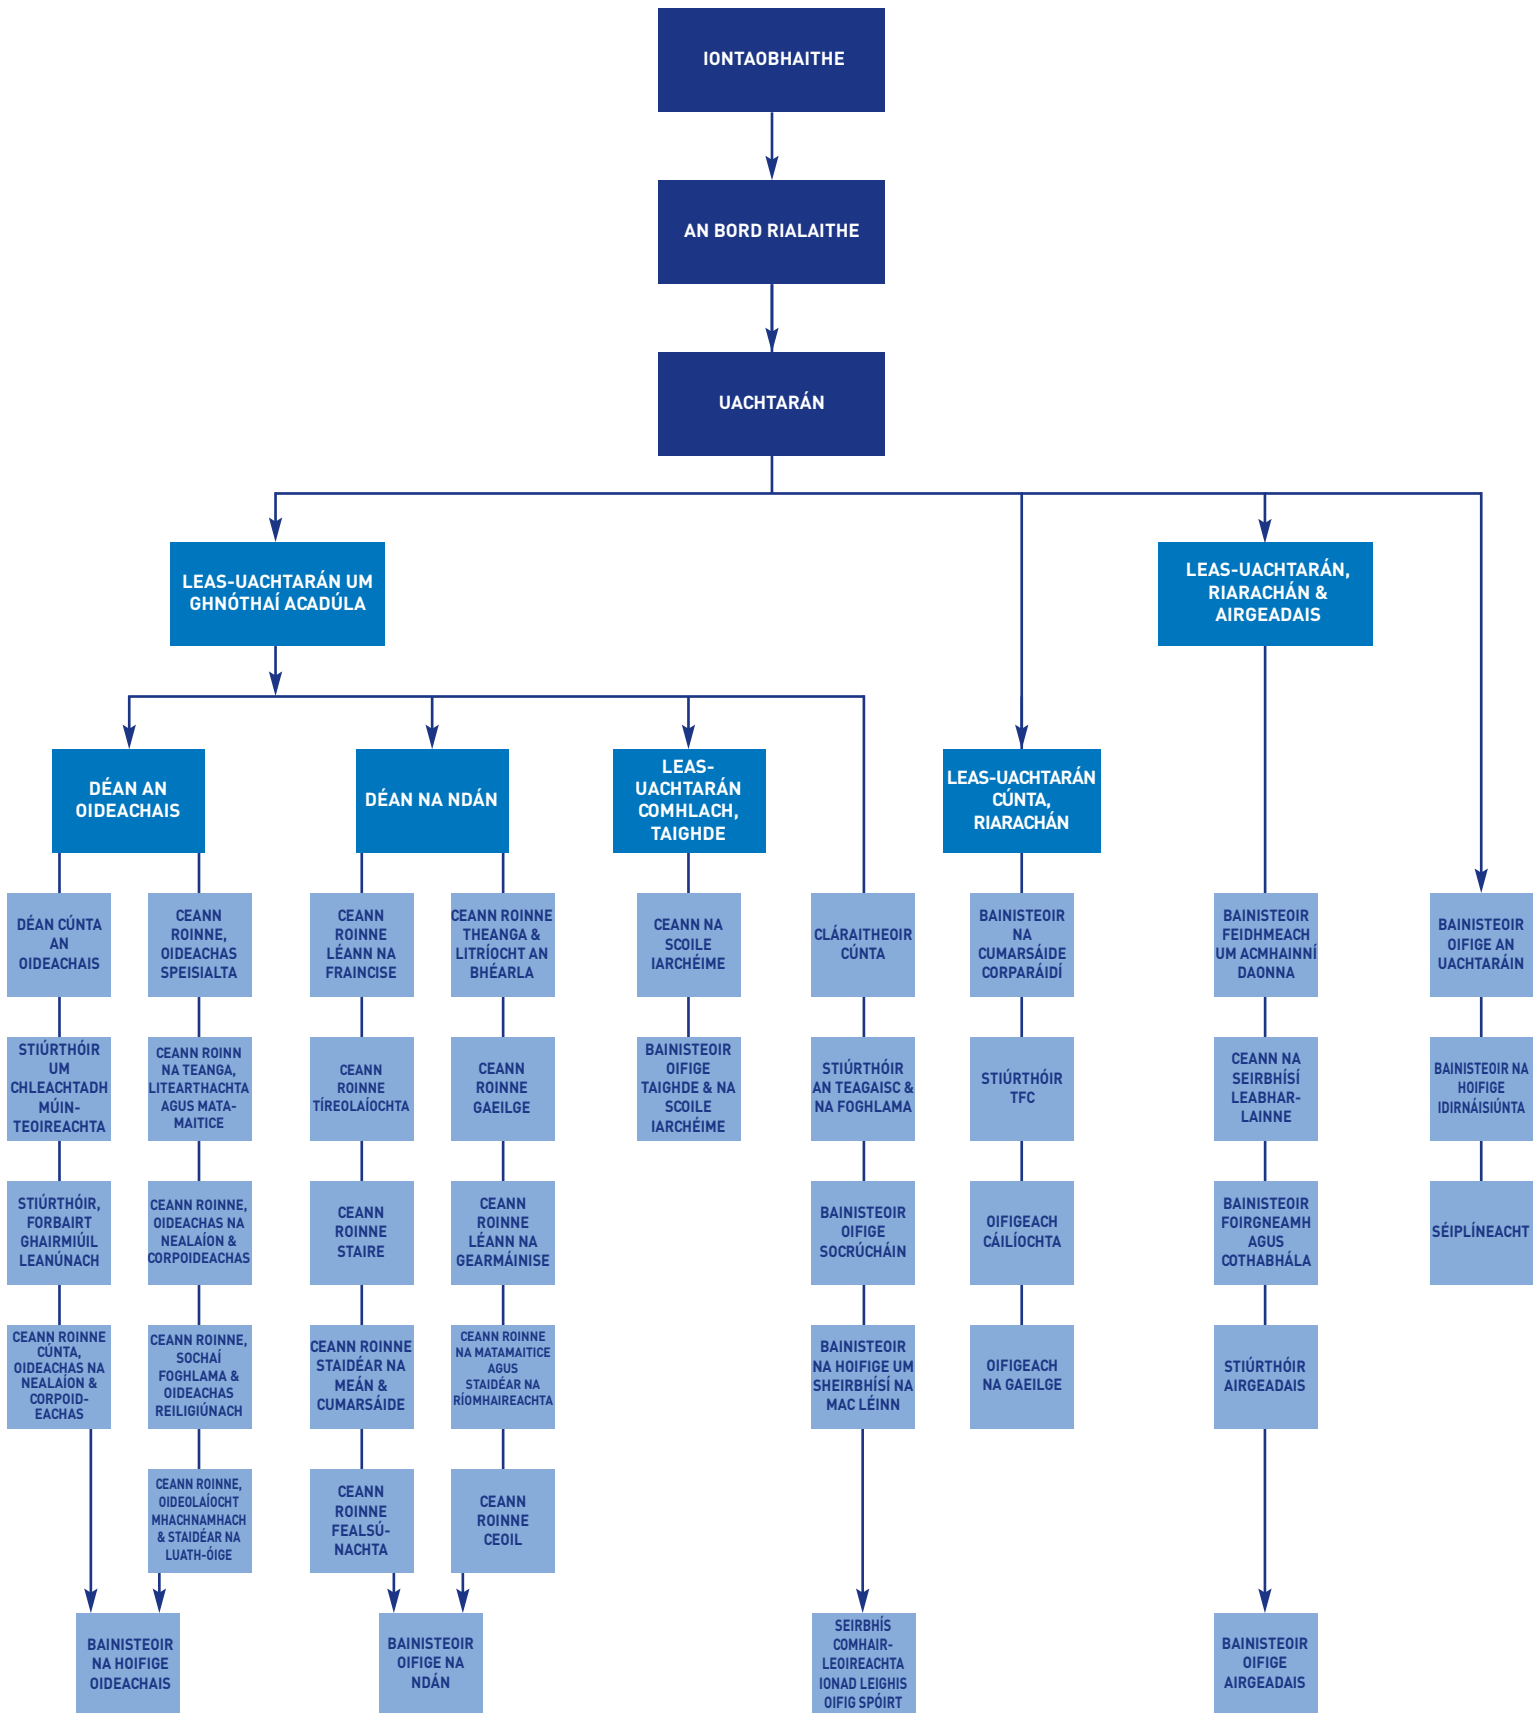 IONTAOBHAITHE
AN BORD RIALAITHE
UACHTARÁN
LEAS-UACHTARÁN UM
GHNÓTHAÍ ACADÚLA
LEAS-UACHTARÁN,
RIARACHÁN &
AIRGEADAIS
DÉAN AN
OIDEACHAIS
DÉAN NA NDÁN
LEAS-
UACHTARÁN
COMHLACH,
TAIGHDE
LEAS-UACHTARÁN
CÚNTA,
RIARACHÁN
DÉAN CÚNTA
AN
OIDEACHAIS
CEANN
ROINNE,
OIDEACHAS
SPEISIALTA
CEANN
ROINNE
LÉANN NA
FRAINCISE
CEANN ROINNE
THEANGA &
LITRÍOCHT AN
BHÉARLA
CEANN NA
SCOILE
IARCHÉIME
CLÁRAITHEOIR
CÚNTA
BAINISTEOIR
NA
CUMARSÁIDE
CORPARÁIDÍ
BAINISTEOIR
FEIDHMEACH
UM ACMHAINNÍ
DAONNA
BAINISTEOIR
OIFIGE AN
UACHTARÁIN
STIÚRTHÓIR
UM
CHLEACHTADH
MÚIN-
TEOIREACHTA
CEANN ROINN
NA TEANGA,
LITEARTHACHTA
AGUS MATA-
MAITICE
CEANN
ROINNE
TÍREOLAÍOCHTA
CEANN
ROINNE
GAEILGE
BAINISTEOIR
OIFIGE
TAIGHDE & NA
SCOILE
IARCHÉIME
STIÚRTHÓIR
AN TEAGAISC &
NA FOGHLAMA
STIÚRTHÓIR
TFC
CEANN NA
SEIRBHÍSÍ
LEABHAR-
LAINNE
BAINISTEOIR NA
HOIFIGE
IDIRNÁISIÚNTA
STIÚRTHÓIR,
FORBAIRT
GHAIRMIÚIL
LEANÚNACH
CEANN ROINNE,
OIDEACHAS NA
NEALAÍON &
CORPOIDEACHAS
CEANN
ROINNE
STAIRE
CEANN
ROINNE
LÉANN NA
GEARMÁINISE
BAINISTEOIR
OIFIGE
SOCRÚCHÁIN
OIFIGEACH
CÁILÍOCHTA
BAINISTEOIR
FOIRGNEAMH
AGUS
COTHABHÁLA
SÉIPLÍNEACHT
CEANN ROINNE
CÚNTA,
OIDEACHAS NA
NEALAÍON &
CORPOID-
EACHAS
CEANN ROINNE,
SOCHAÍ
FOGHLAMA &
OIDEACHAS
REILIGIÚNACH
CEANN ROINNE
STAIDÉAR NA
MEÁN &
CUMARSÁIDE
CEANN ROINNE
NA MATAMAITICE
AGUS
STAIDÉAR NA
RÍOMHAIREACHTA
BAINISTEOIR
NA HOIFIGE UM
SHEIRBHÍSÍ NA
MAC LÉINN
OIFIGEACH
NA GAEILGE
STIÚRTHÓIR
AIRGEADAIS
CEANN ROINNE,
OIDEOLAÍOCHT
MHACHNAMHACH
& STAIDÉAR NA
LUATH-ÓIGE
CEANN
ROINNE
FEALSÚ-
NACHTA
CEANN
ROINNE
CEOIL
BAINISTEOIR
NA HOIFIGE
OIDEACHAIS
BAINISTEOIR
OIFIGE NA
NDÁN
SEIRBHÍS
COMHAIR-
LEOIREACHTA
IONAD LEIGHIS
OIFIG SPÓIRT
BAINISTEOIR
OIFIGE
AIRGEADAIS